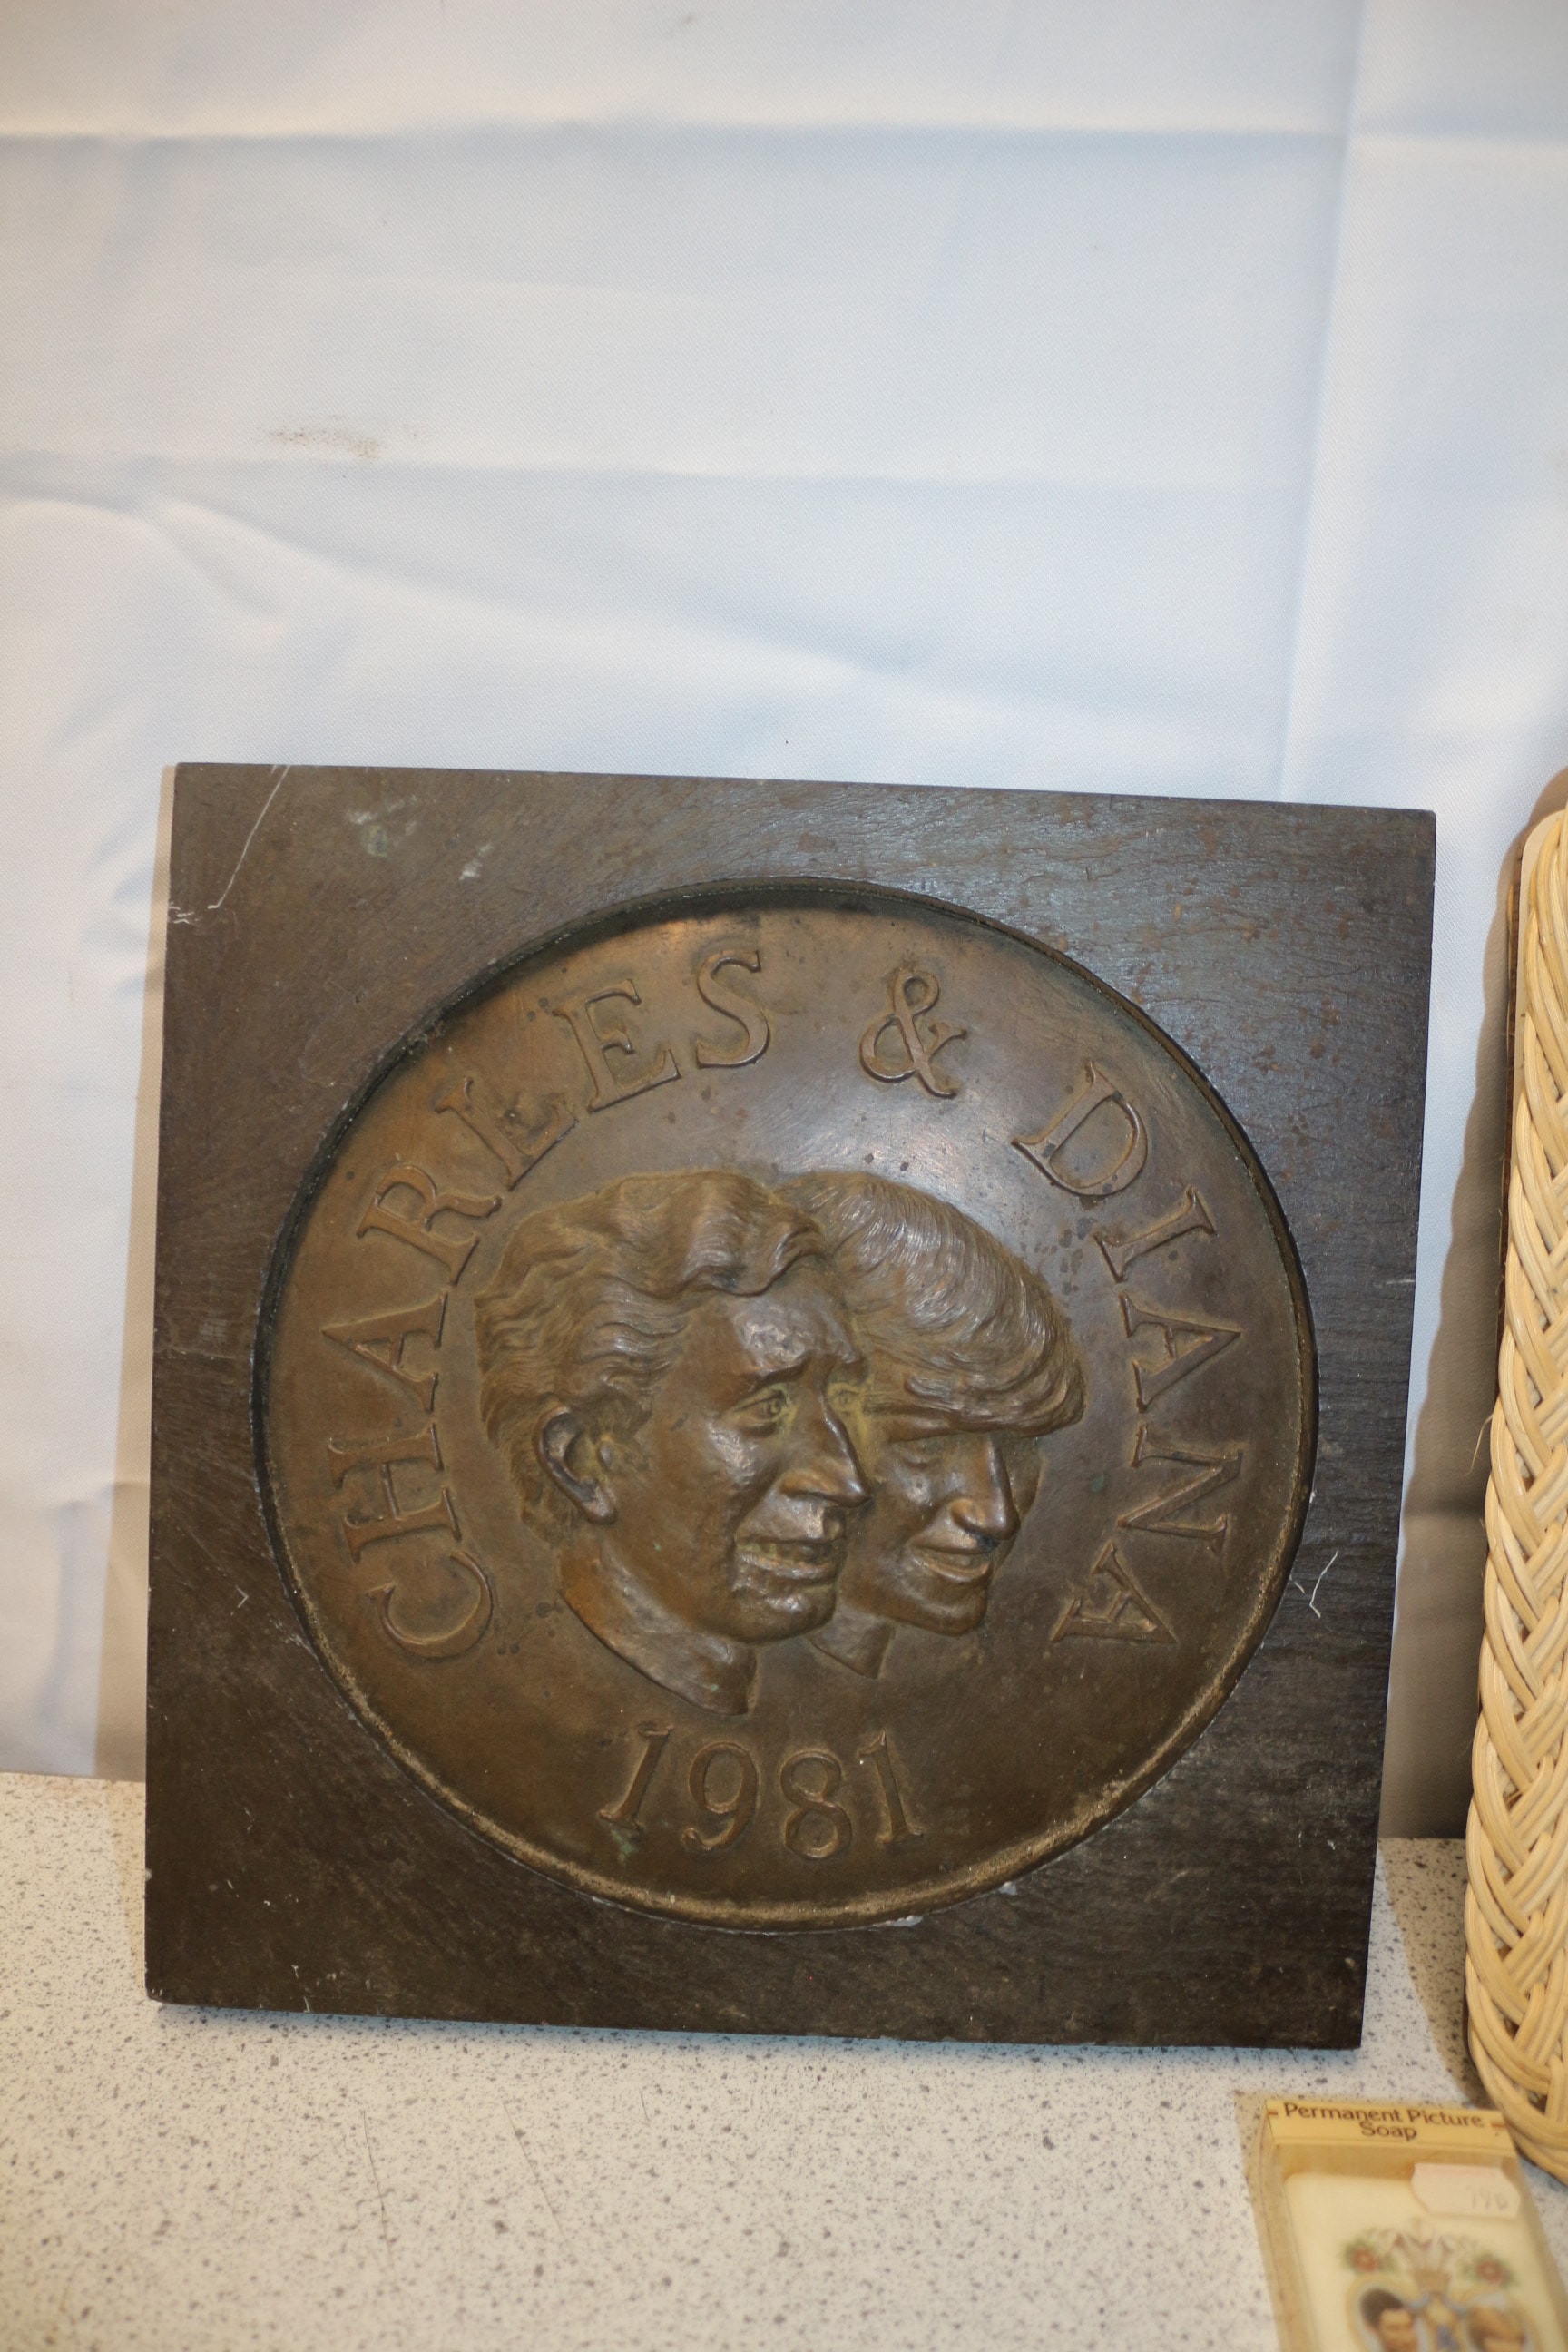 CHARLES & DIANA
1981
Permanent Picture
Soap